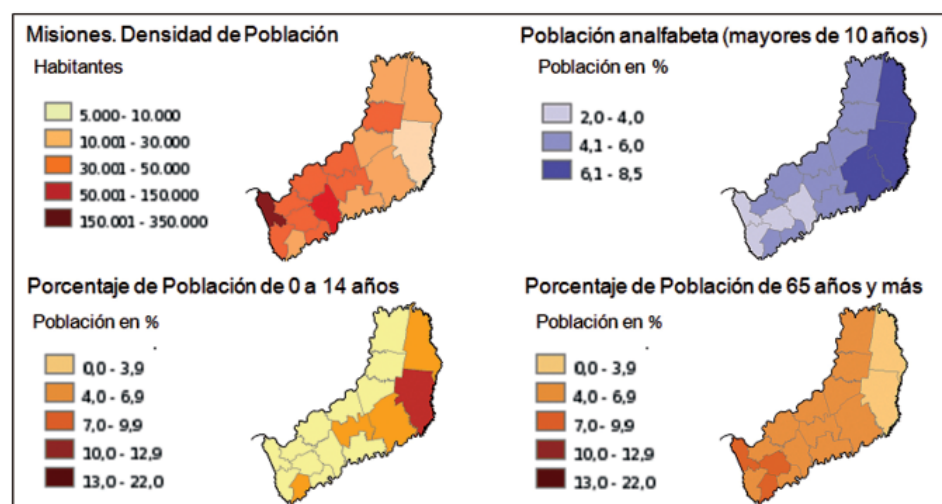 Misiones. Densidad de Población
Habitantes
5.000- 10.000
10.001 - 30.000
30.001 - 50.000
50.001 - 150.000
150.001 - 350.000
Población analfabeta (mayores de 10 años)
Población en %
2,0 - 4,0
4,1 - 6,0
6,1 - 8,5
Porcentaje de Población de 0 a 14 años
Población en %
0,0 - 3,9
4,0 - 6,9
7,0 - 9,9
10,0 - 12,9
13,0 - 22,0
Porcentaje de Población de 65 años y más
Población en %
0,0 - 3,9
4,0 - 6,9
7,0 - 9,9
10,0 - 12,9
13,0 - 22,0